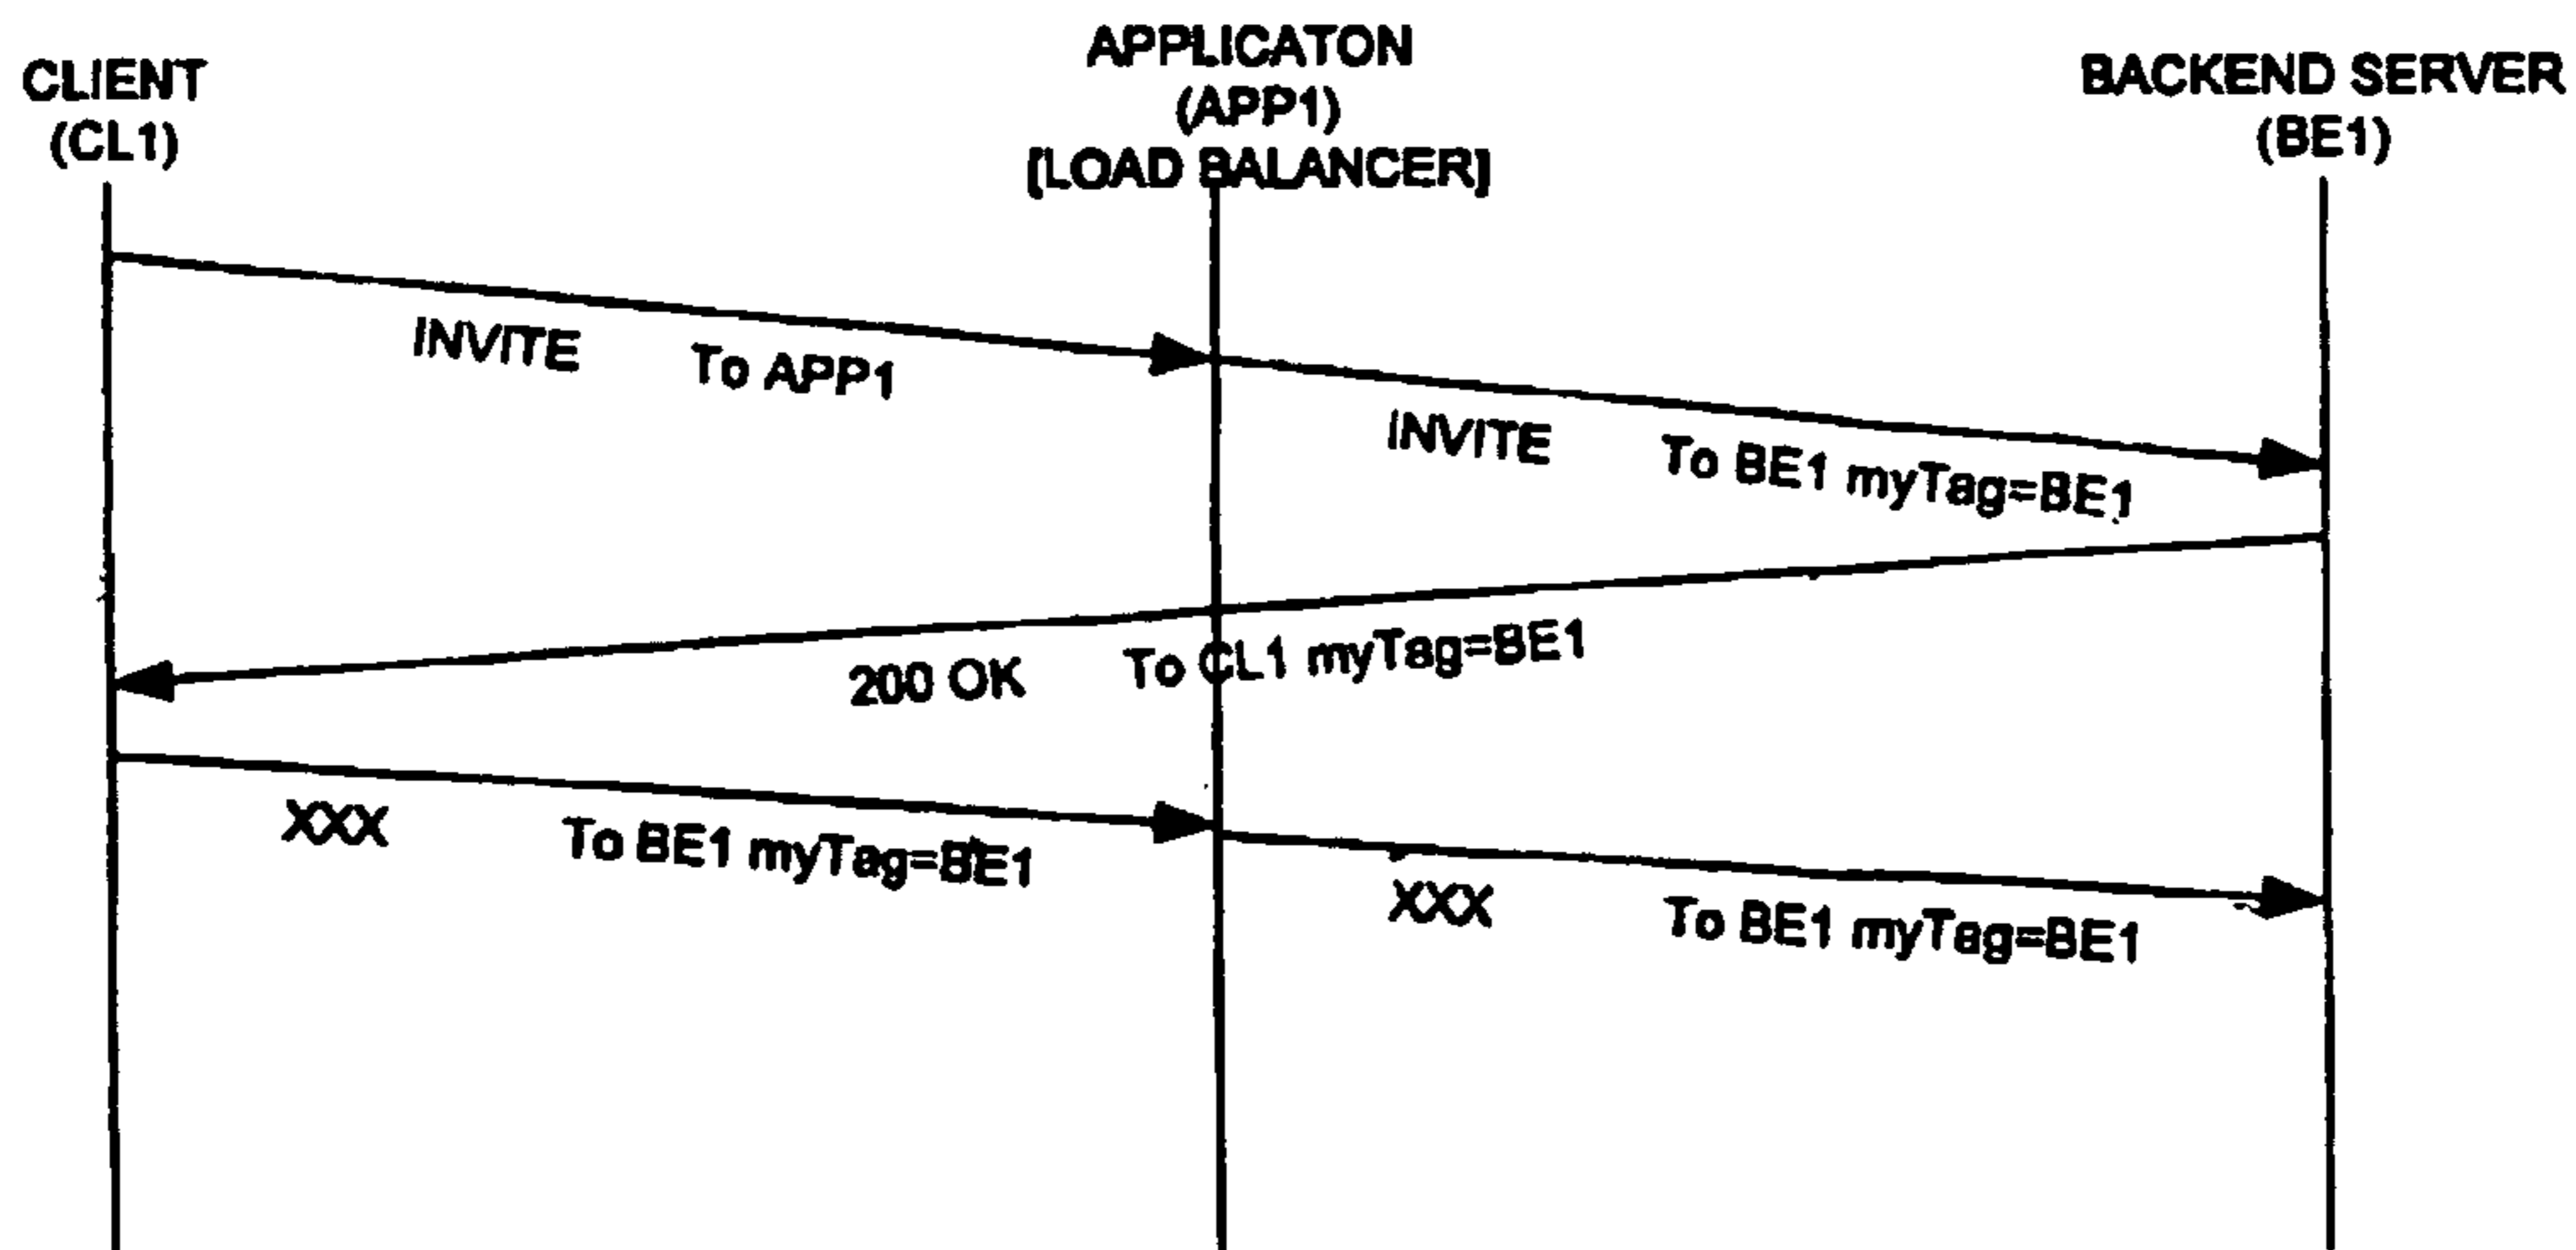 CLIENT
(CL1)
APPLICATON
(APP1)
[LOAD BALANCER]
BACKEND SERVER
(BE1)
INVITE To APP1
INVITE To BE1 myTag=BE1
200 OK To CL1 myTag=BE1
XXX To BE1 myTag=BE1
XXX To BE1 myTag=BE1